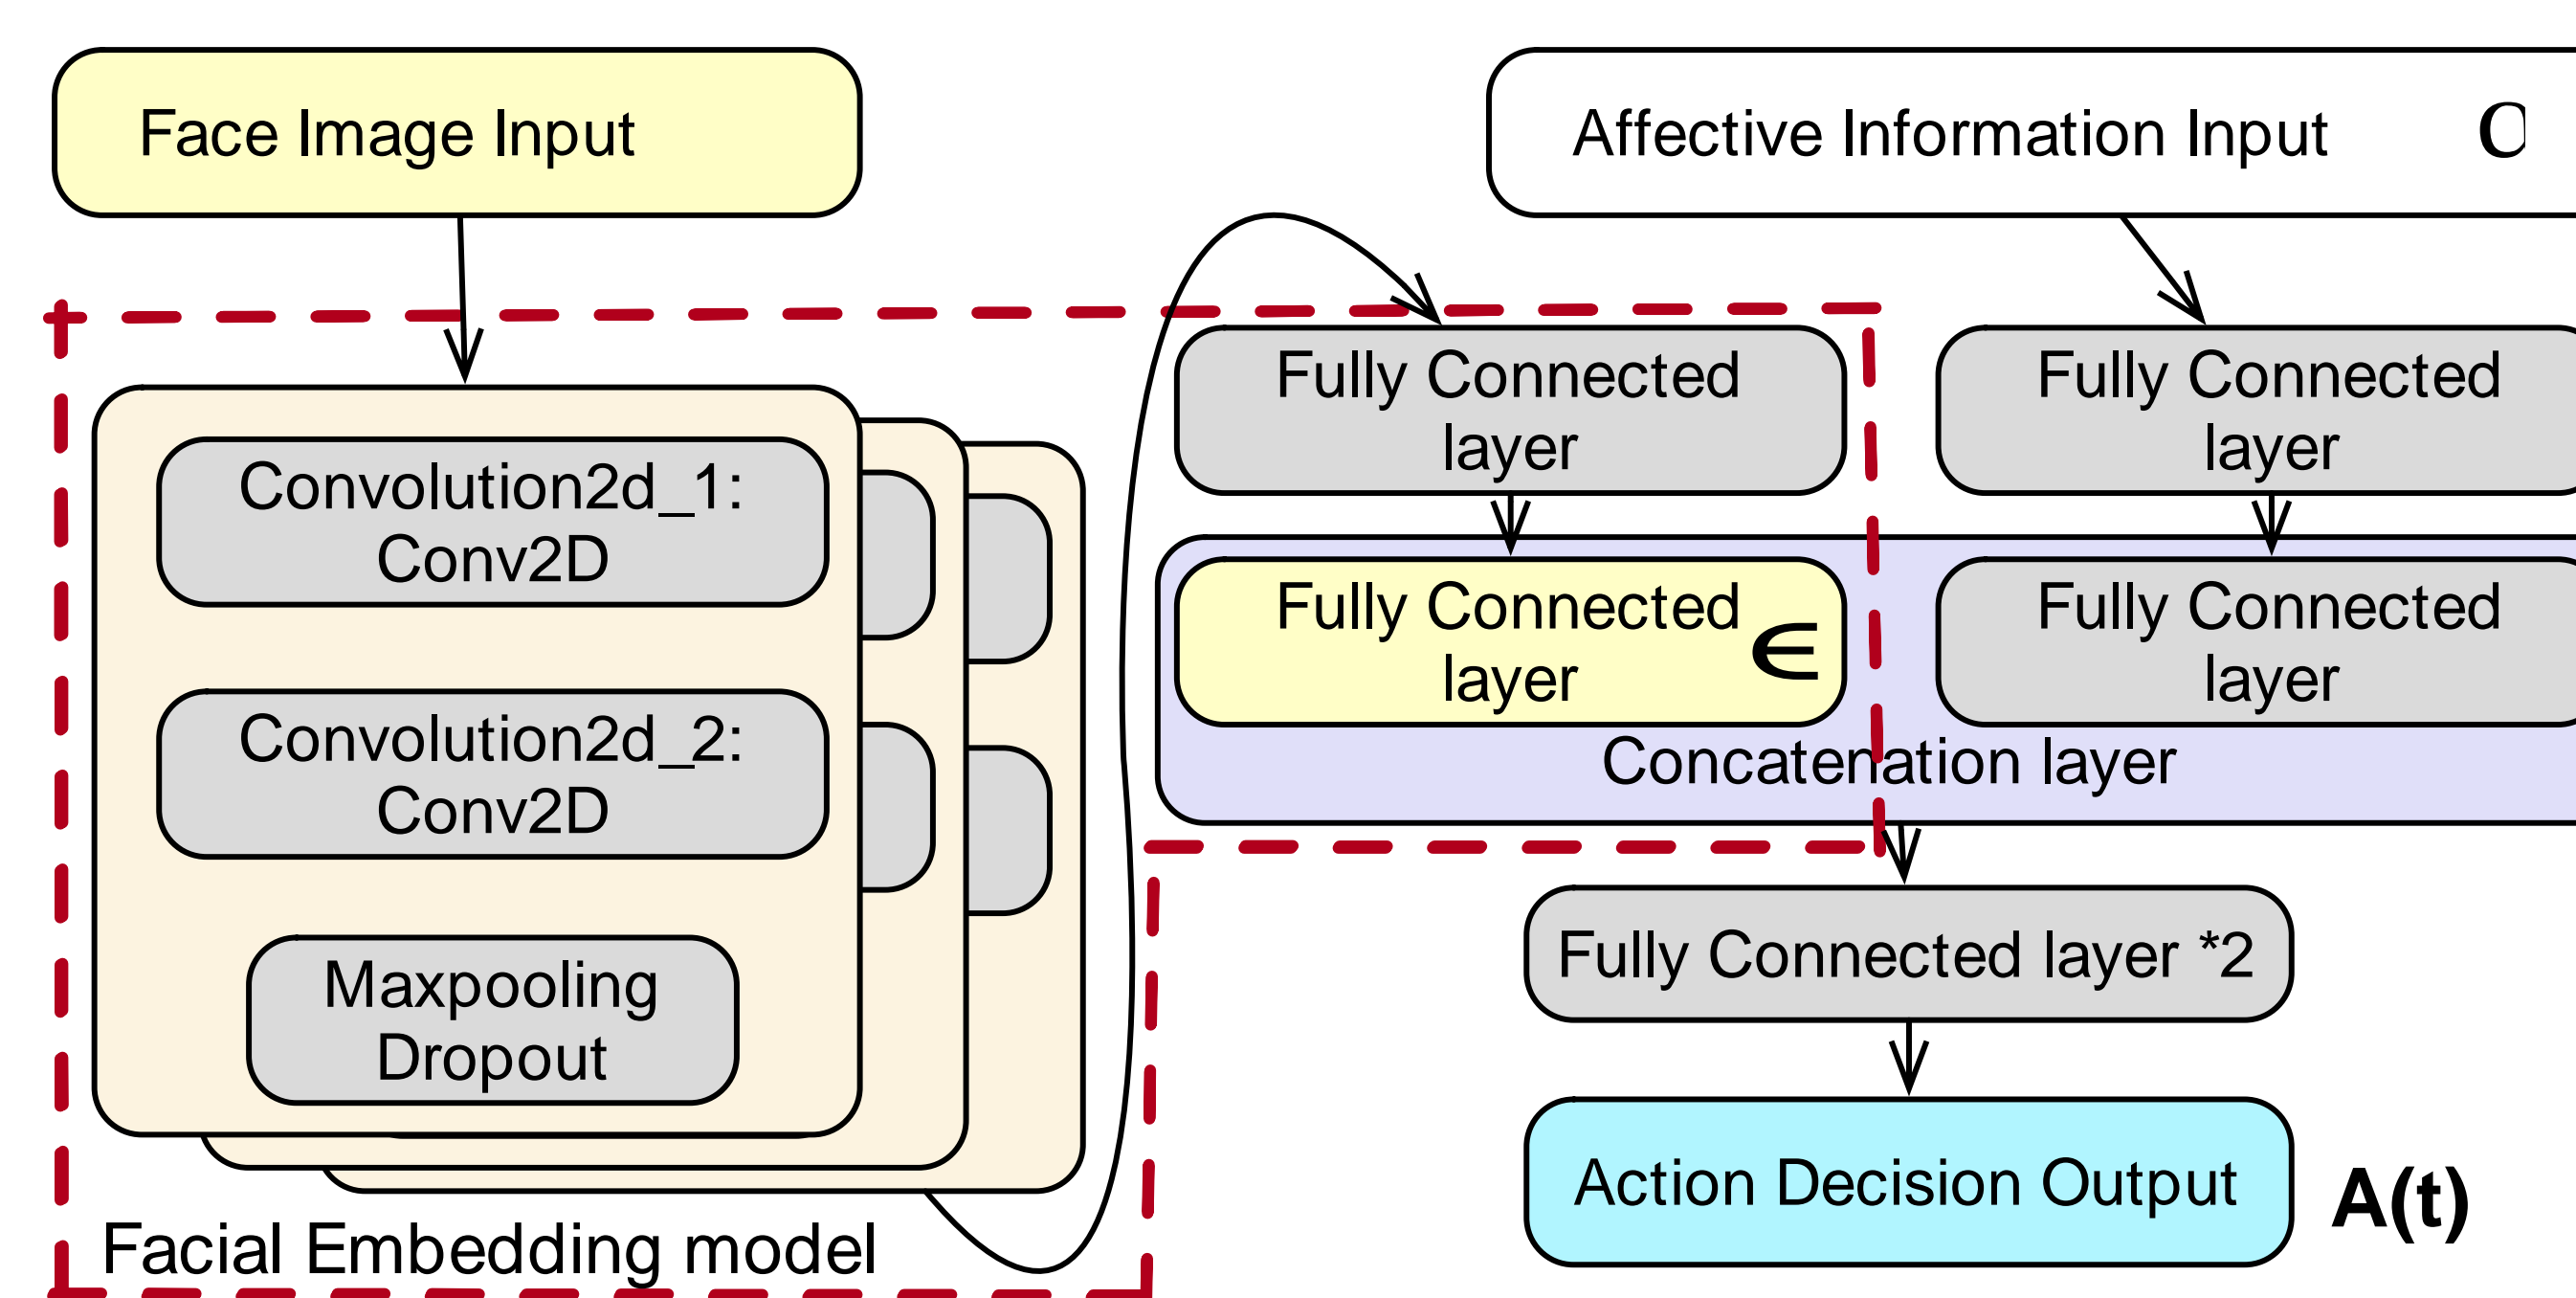 Face Image Input
Affective Information Input
Convolution2d_1:
Conv2D
Convolution2d_2:
Conv2D
Maxpooling
Dropout
Facial Embedding model
Fully Connected
layer
Fully Connected
layer
Fully Connected
layer ∈
Fully Connected
layer
Concatenation layer
Fully Connected layer *2
Action Decision Output
A(t)